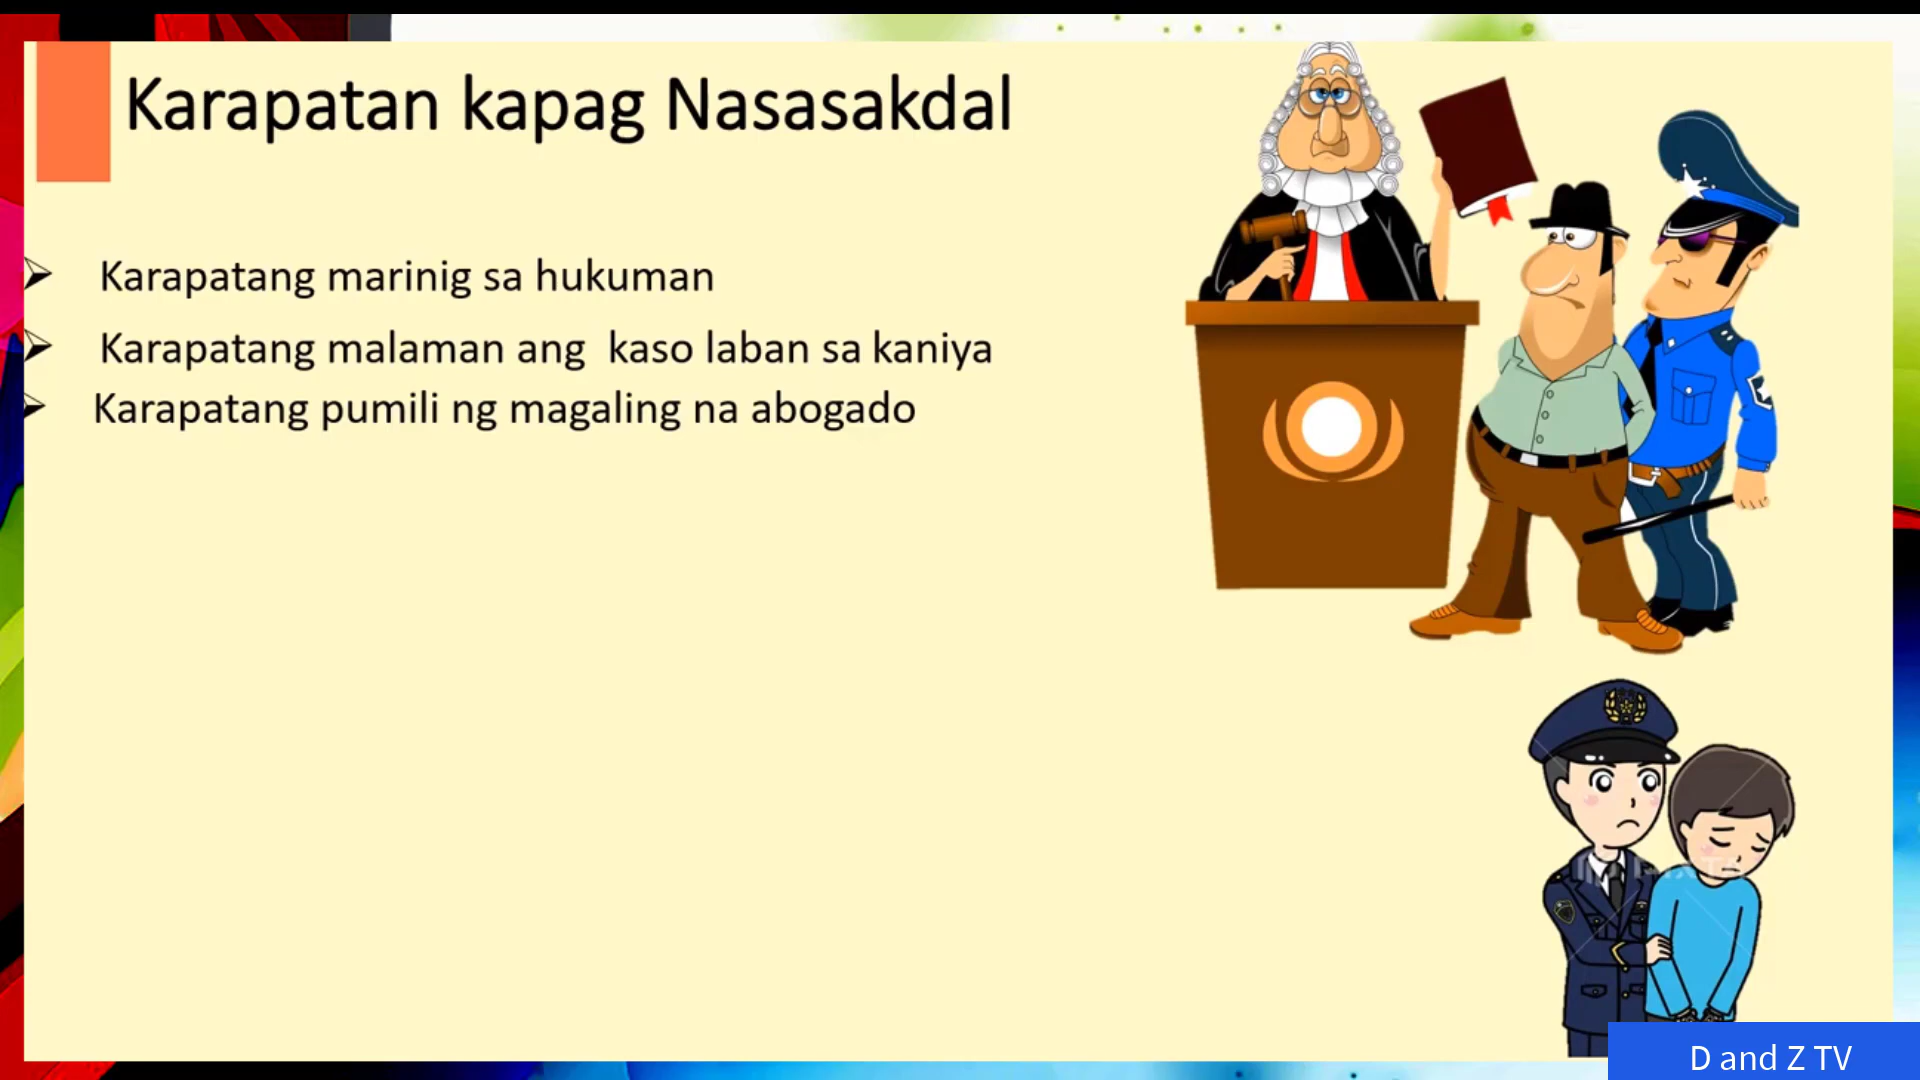 Karapatan kapag Nasasakdal
Karapatang marinig sa hukuman
Karapatang malaman ang kaso laban sa kaniya
Karapatang pumili ng magaling na abogado
D and Z TV